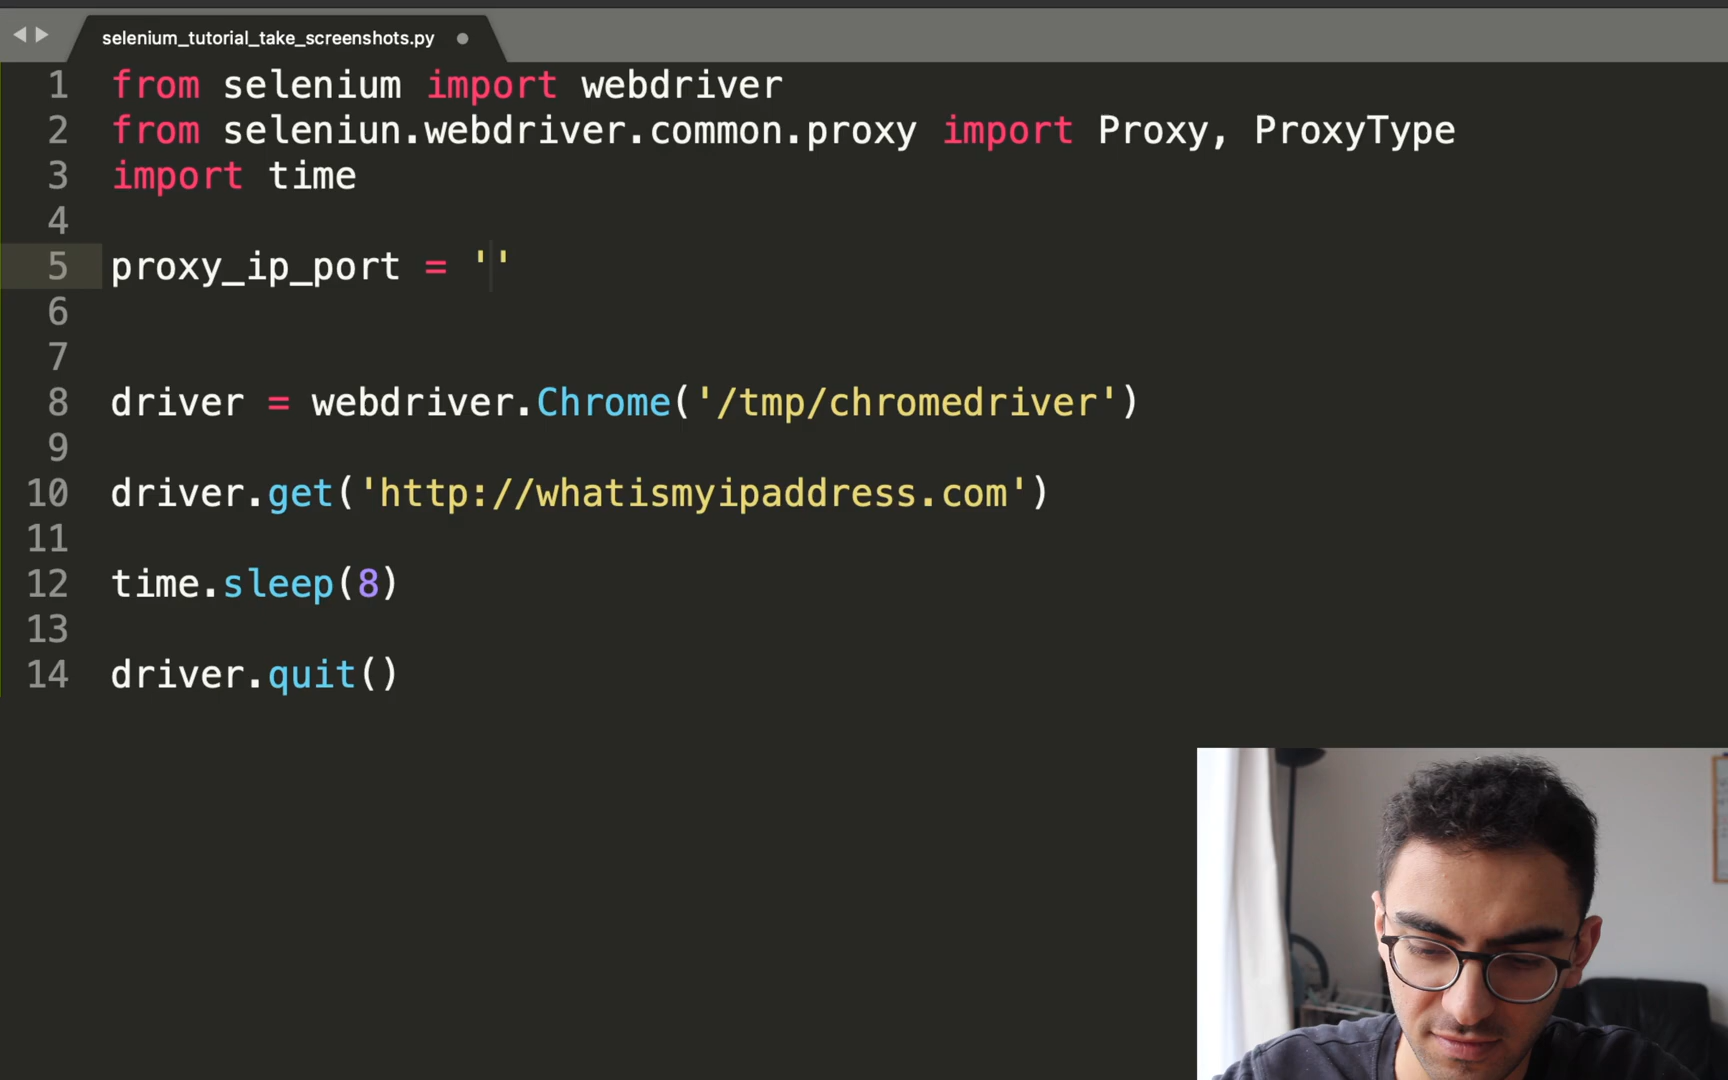 selenium_tutorial_take_screenshots.py
1 from selenium import webdriver
2 from seleniun.webdriver.common.proxy import Proxy, ProxyType
3 import time
4
5 proxy_ip_port = ''
6
7
8 driver = webdriver.Chrome('/tmp/chromedriver')
9
10 driver.get('http://whatismyipaddress.com')
11
12 time.sleep(8)
13
14 driver.quit()